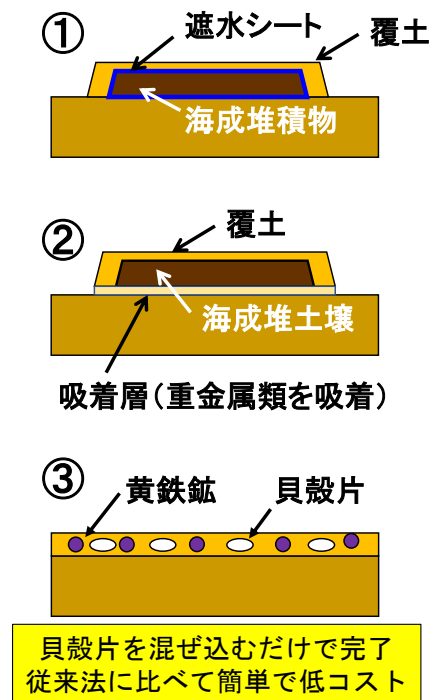 ①
遮水シート
覆土
海成堆積物
②
覆土
海成堆土壌
吸着層（重金属類を吸着）
③
黄鉄鉱
貝殻片
貝殻片を混ぜ込むだけで完了
従来法に比べて簡単で低コスト